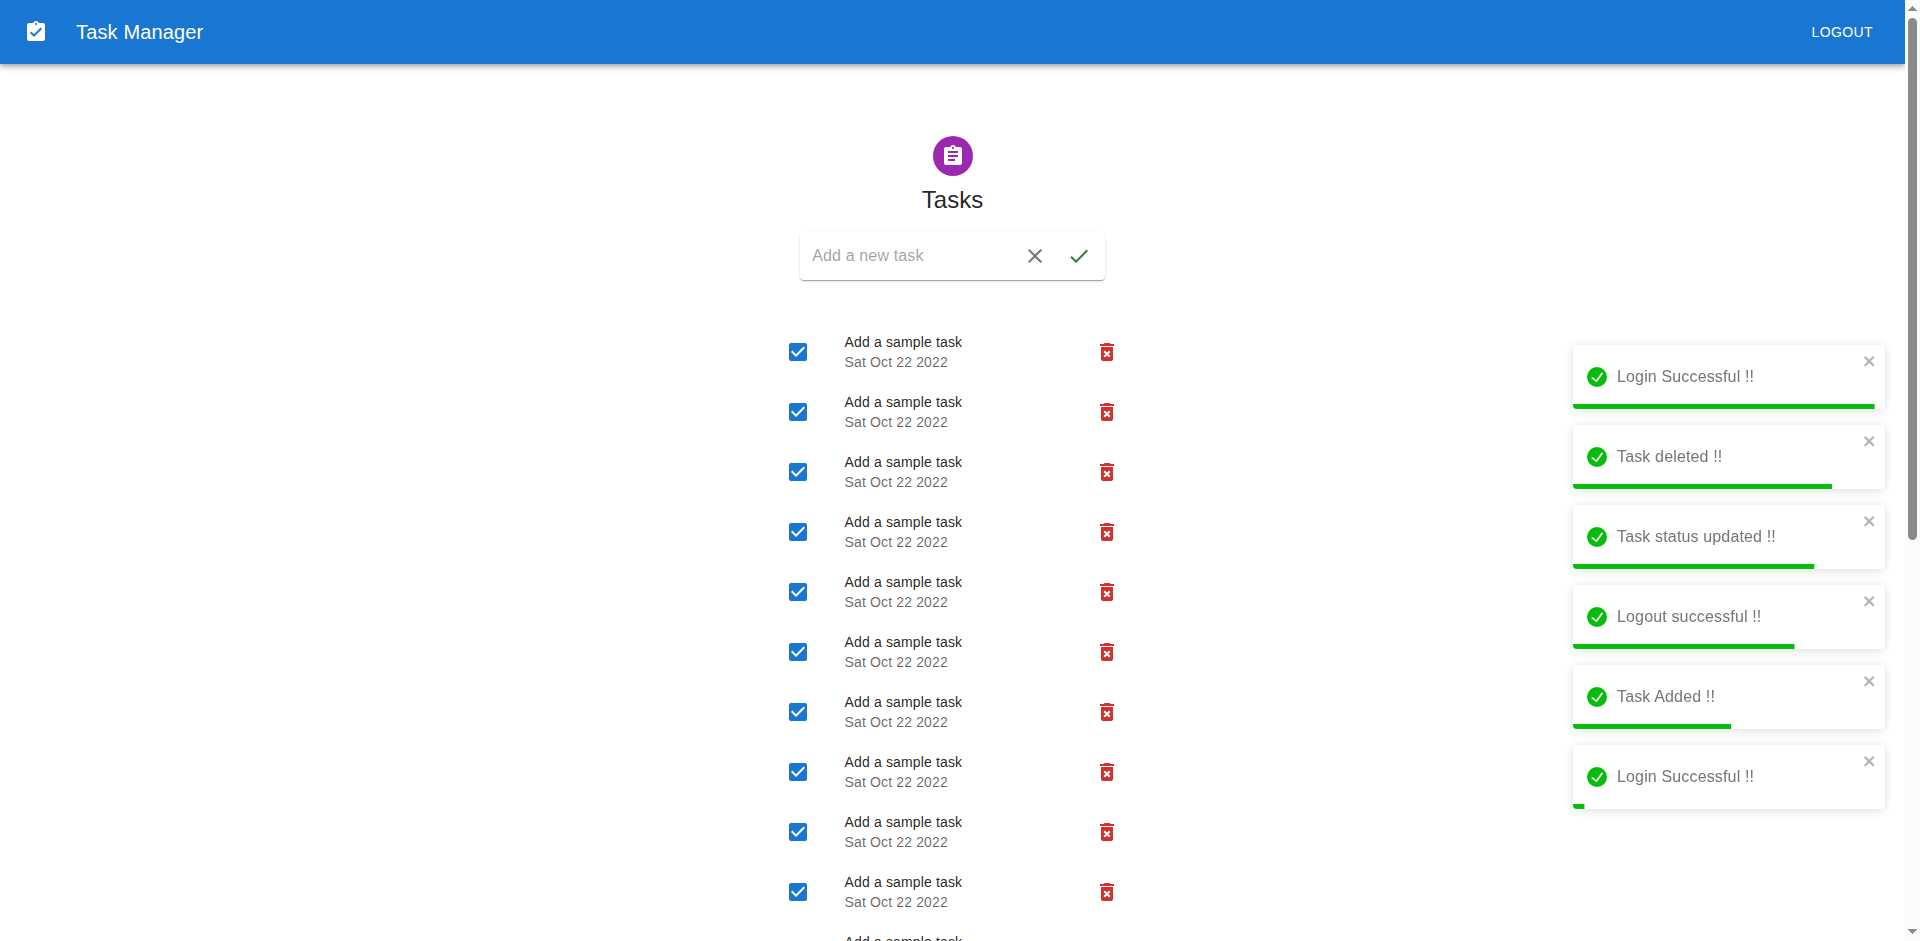 Task Manager
LOGOUT
Tasks
Add a new task
Add a sample task
Sat Oct 22 2022
Add a sample task
Sat Oct 22 2022
Add a sample task
Sat Oct 22 2022
Add a sample task
Sat Oct 22 2022
Add a sample task
Sat Oct 22 2022
Add a sample task
Sat Oct 22 2022
Add a sample task
Sat Oct 22 2022
Add a sample task
Sat Oct 22 2022
Add a sample task
Sat Oct 22 2022
Add a sample task
Sat Oct 22 2022
Add a sample task
Login Successful !!
Task deleted !!
Task status updated !!
Logout successful !!
Task Added !!
Login Successful !!